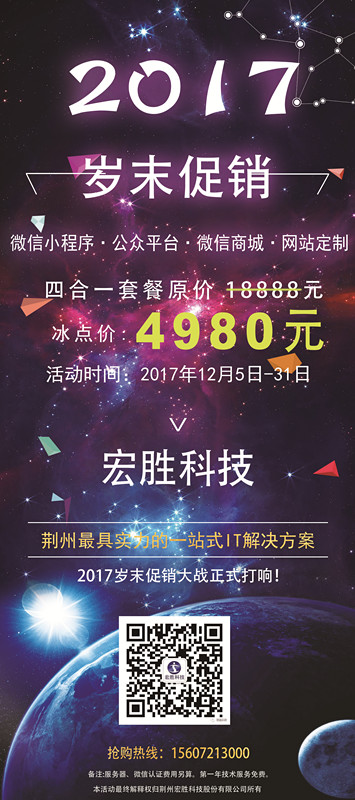 2017
岁末促销
微信小程序·公众平台·微信商城·网站定制
四合一套餐原价 18888元
冰点价 4980元
活动时间：2017年12月5日-31日
宏胜科技
荆州最具实力的一站式IT解决方案
2017岁末促销大战正式打响！
宏胜科技
抢购热线：15607213000
备注:服务器、微信认证费用另算。第一年技术服务免费。
本活动最终解释权归荆州宏胜科技股份有限公司所有